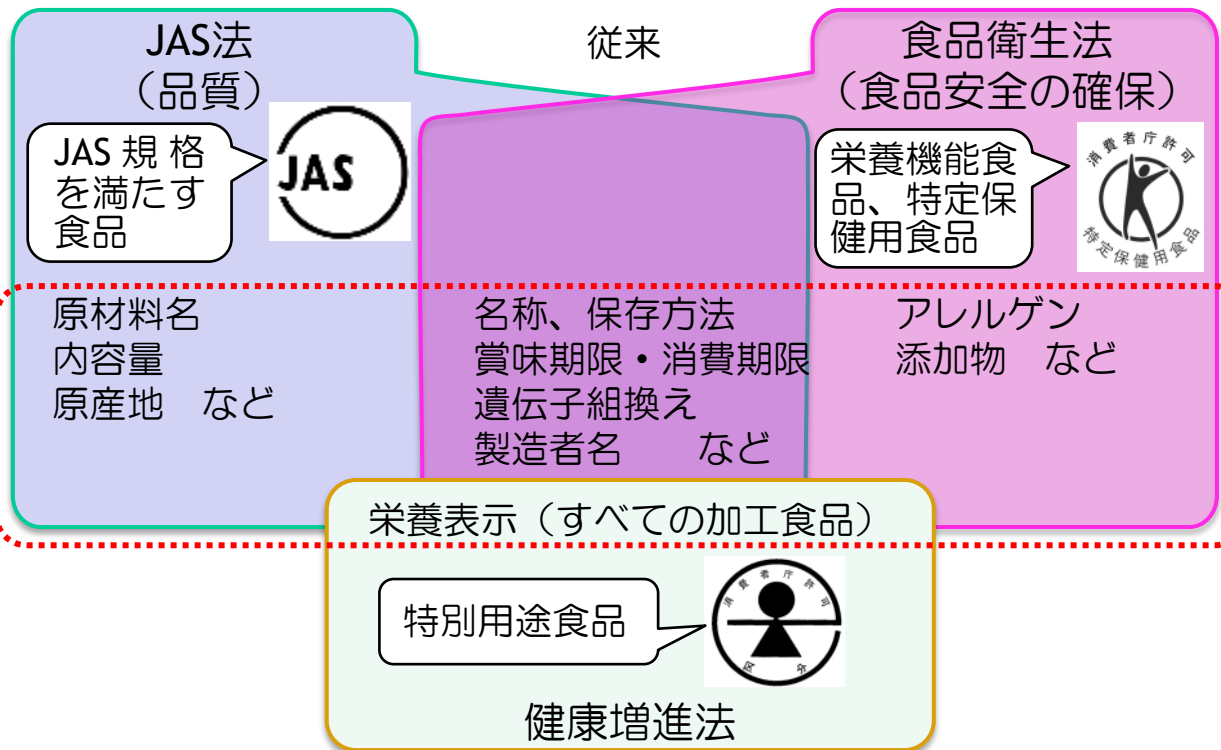 JAS法
(品質)
JAS 規 格
を満たす
食品
JAS
従来
食品衛生法
(食品安全の確保)
栄養機能食
品、特定保
健用食品
消費者庁許可
特定保健用食品
原材料名
内容量
原産地 など
名称、保存方法
賞味期限・消費期限
遺伝子組換え
製造者名 など
アレルゲン
添加物 など
栄養表示(すべての加工食品)
特別用途食品
消費者庁許可
区分
健康増進法